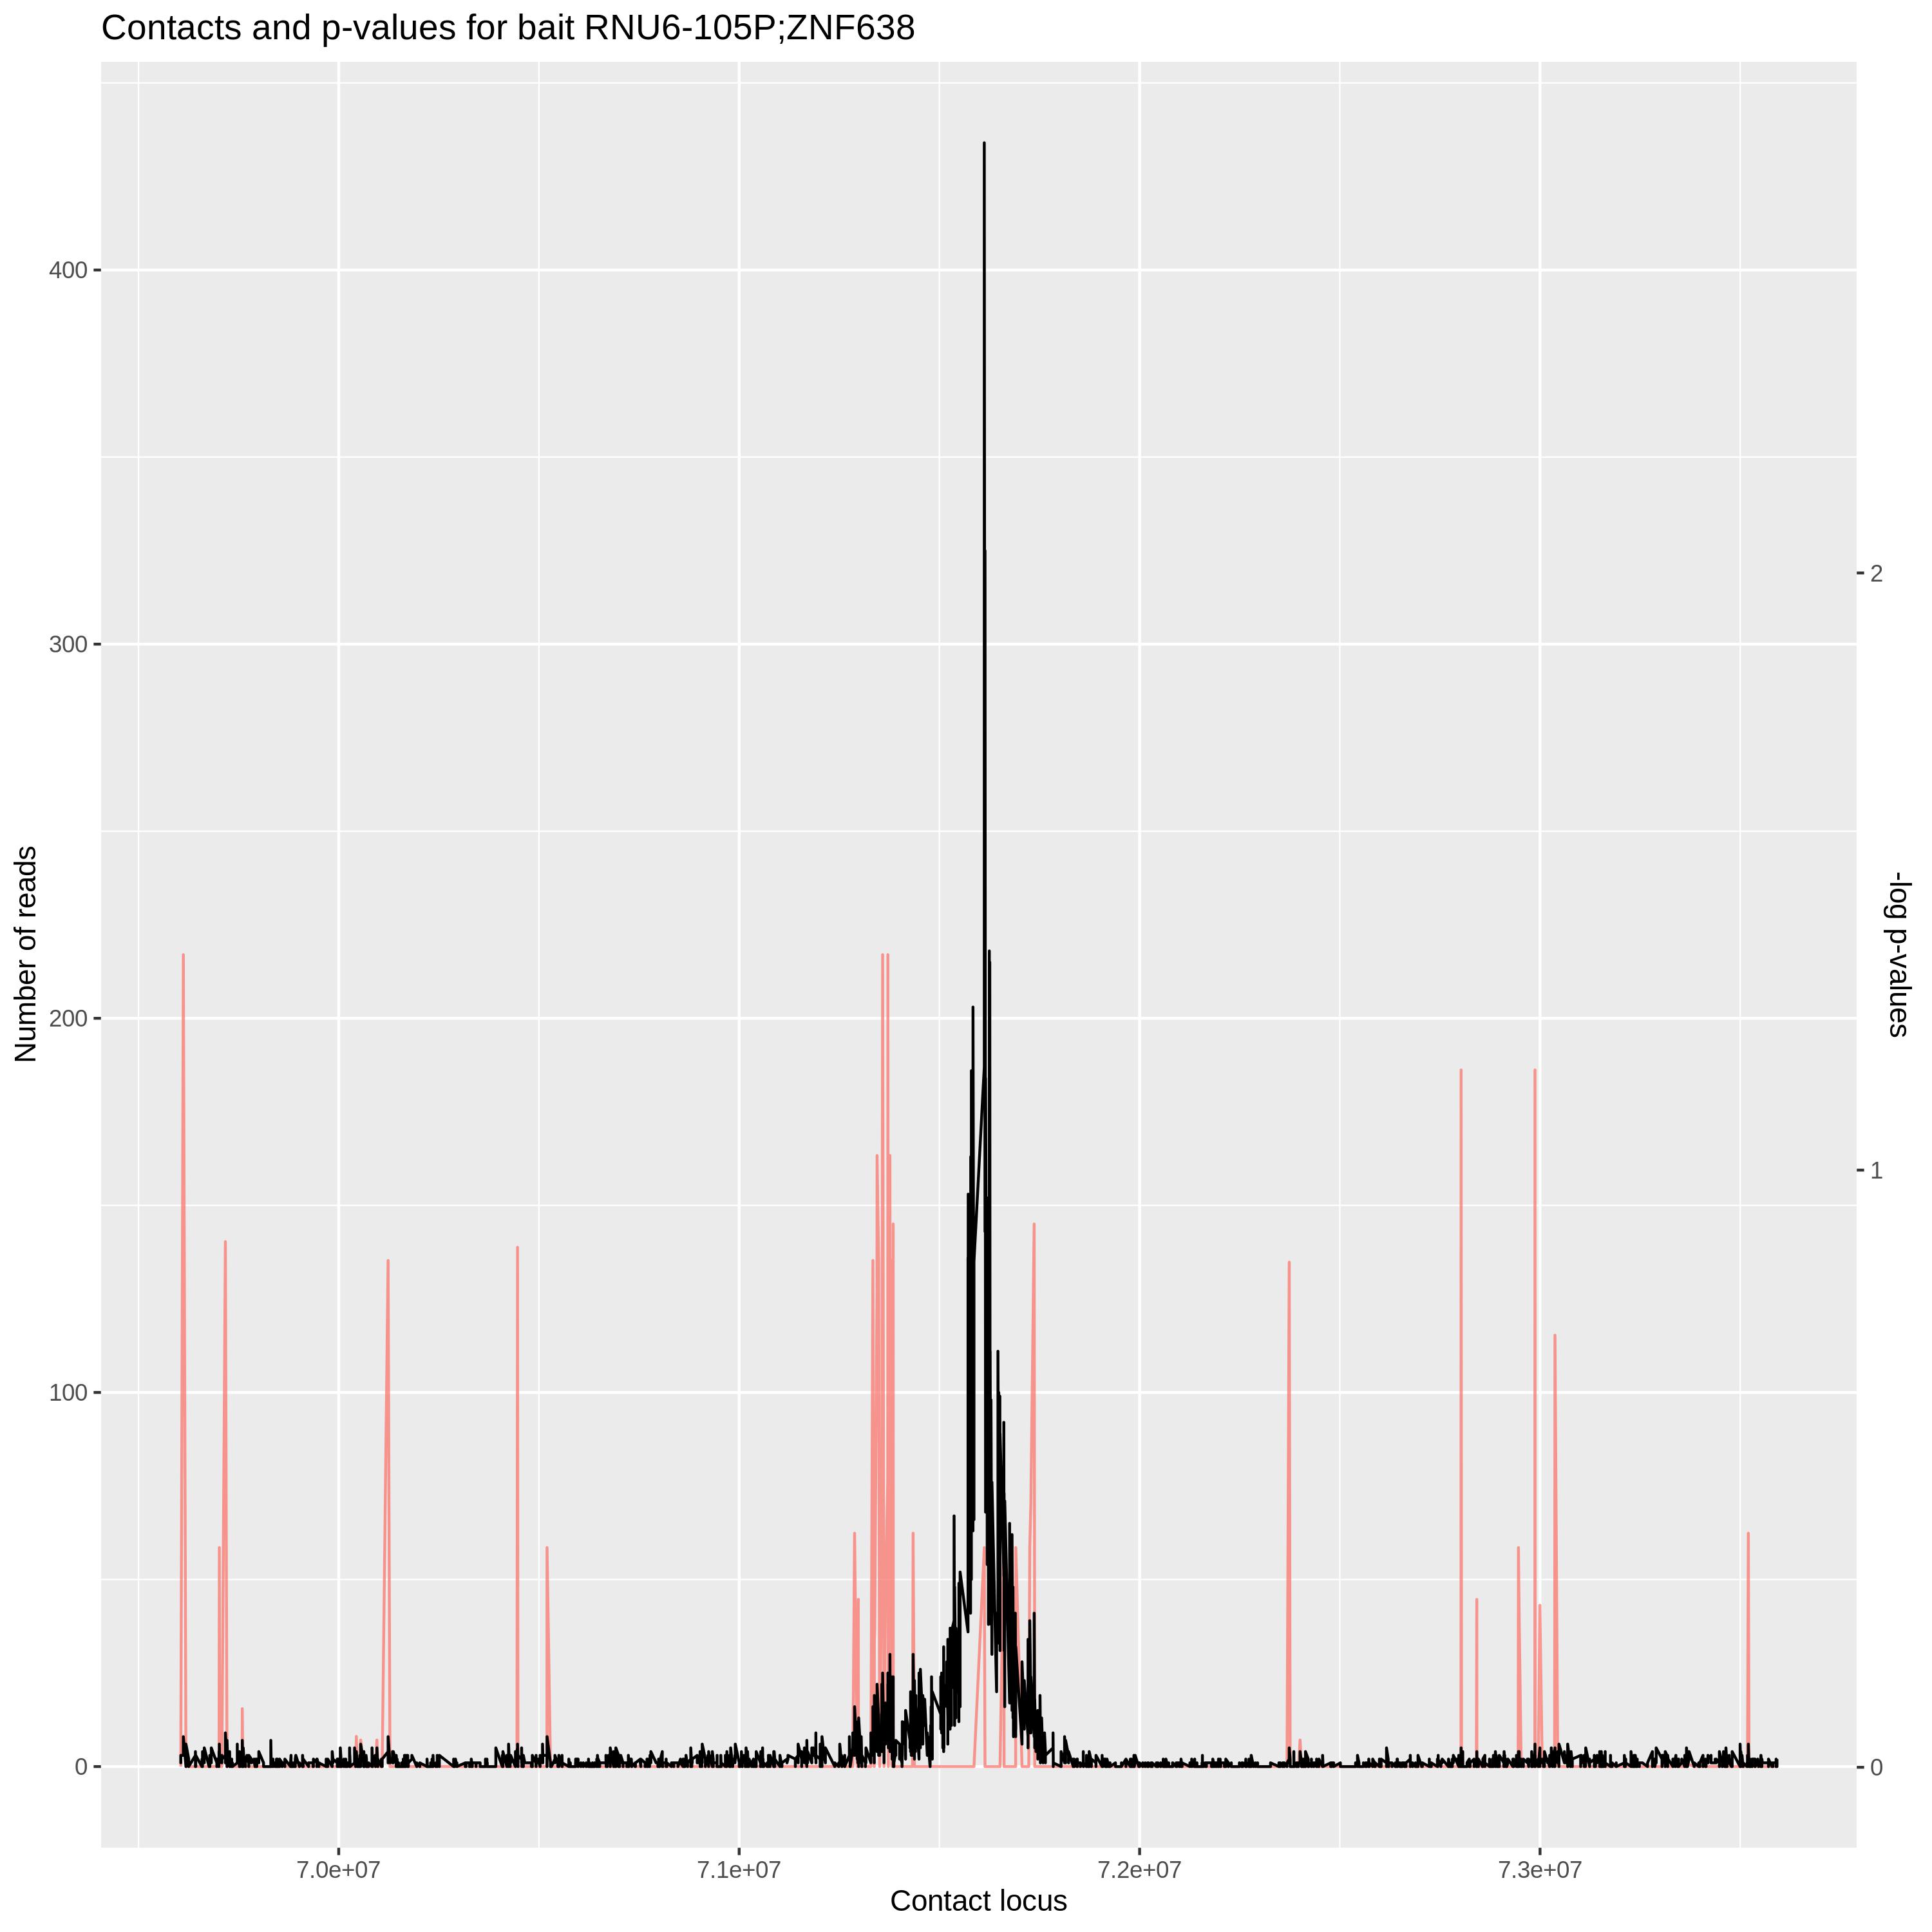 Contacts and p-values for bait RNU6-105P;ZNF638
Number of reads
400
300
200
100
0
-log p-values
2
1
0
7.0e+07
7.1e+07
7.2e+07
7.3e+07
Contact locus